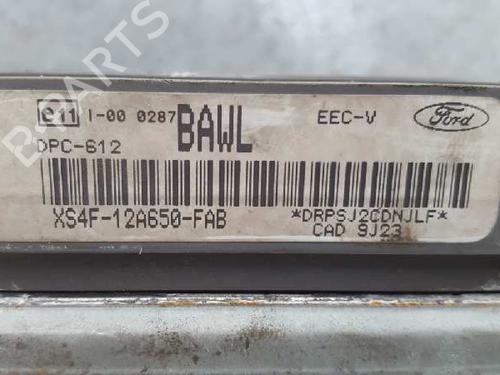 e11 I-00 0287 BAWL EEC-V Ford
DPC-612
XS4F-12A650-FAB *DRPSJ2CDNJLF*
CAD 9J23
B-PARTS